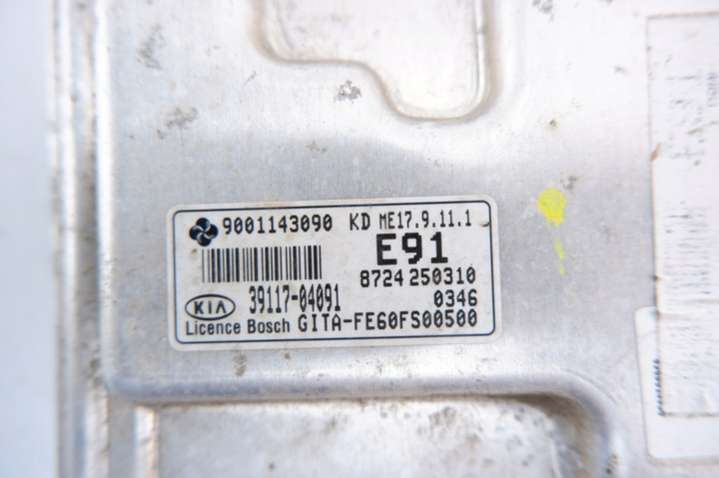 9001143090 KD ME17.9.11.1
E91
8724 250310
KIA 39117-04091 0346
Licence Bosch GITA-FE60FS00500